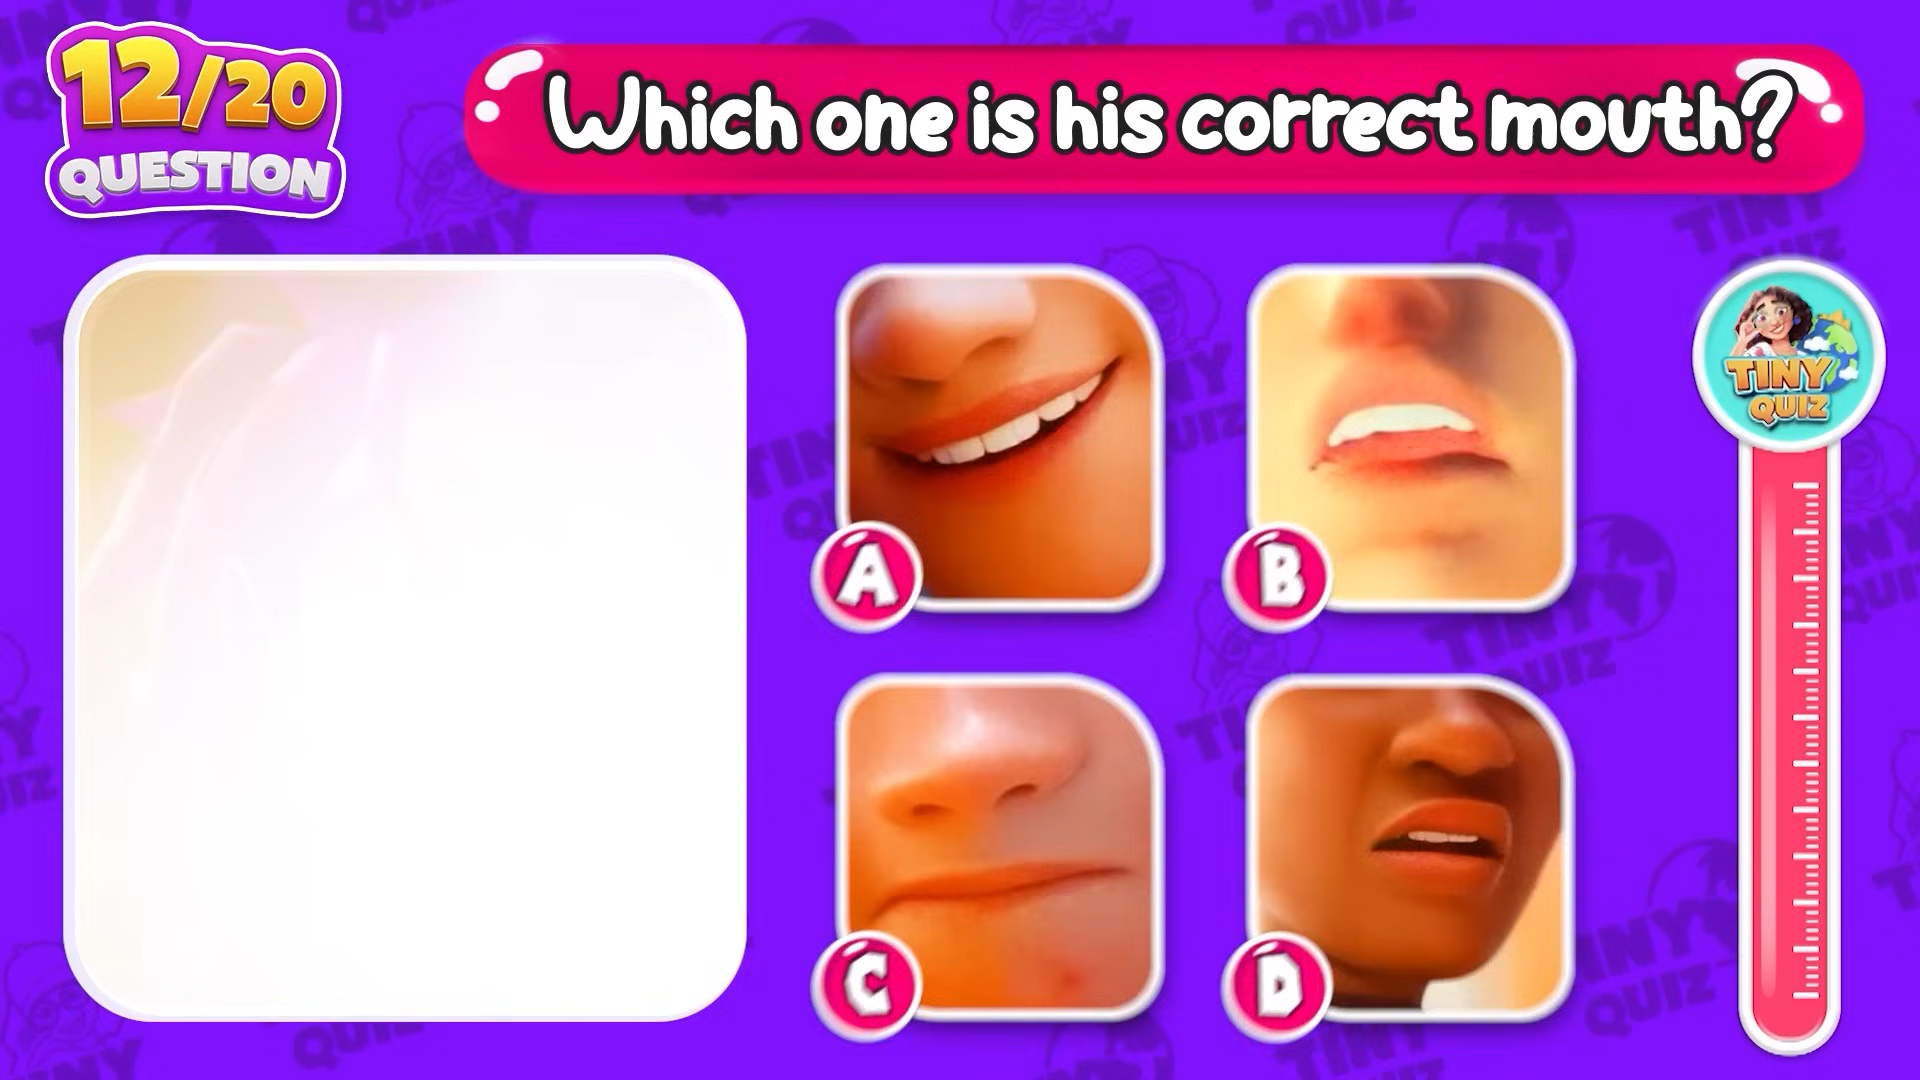 12/20
QUESTION
Which one is his correct mouth?
A
B
C
D
TINY
QUIZ